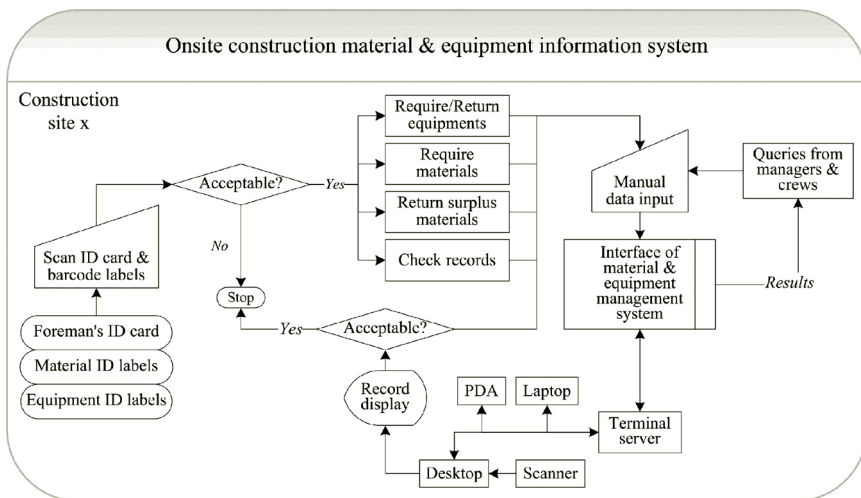 Onsite construction material & equipment information system
Construction
site x
Require/Return
equipments
Require
materials
Return surplus
materials
Check records
Acceptable?
Yes
No
Manual
data input
Queries from
managers &
crews
Scan ID card &
barcode labels
Interface of
material &
equipment
management
system
Results
Stop
Foreman's ID card
Material ID labels
Equipment ID labels
Yes
Acceptable?
Record
display
PDA
Laptop
Terminal
server
Desktop
Scanner